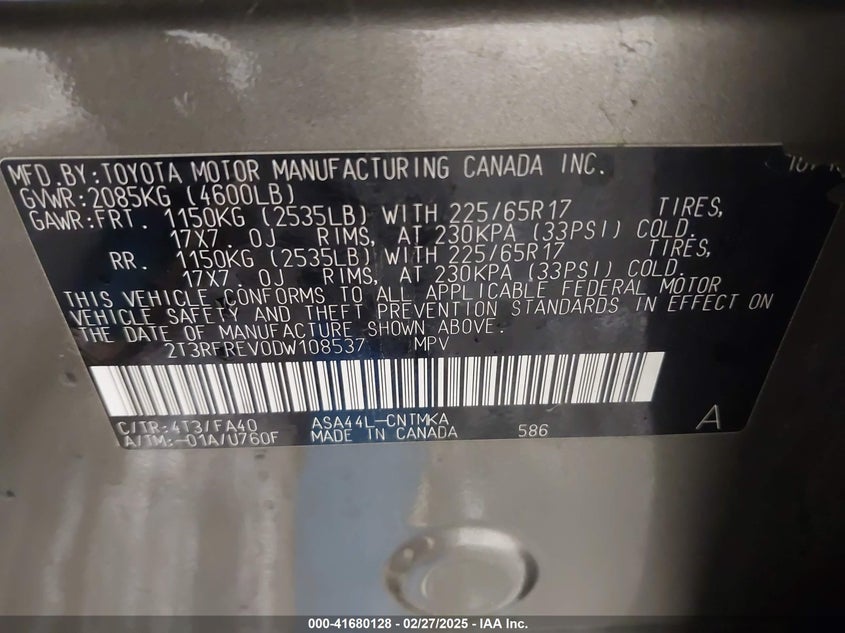 MFD.BY:TOYOTA MOTOR MANUFACTURING CANADA INC.
GVWR:2085KG (4600LB)
GAWR:FRT. 1150KG (2535LB) WITH 225/65R17 TIRES,
17X7.0J RIMS, AT 230KPA (33PSI) COLD.
RR. 1150KG (2535LB) WITH 225/65R17 TIRES,
17X7.0J RIMS, AT 230KPA (33PSI) COLD.
THIS VEHICLE CONFORMS TO ALL APPLICABLE FEDERAL MOTOR
VEHICLE SAFETY AND THEFT PREVENTION STANDARDS IN EFFECT ON
THE DATE OF MANUFACTURE SHOWN ABOVE.
2T3RFREV0DW108537 MPV
C/TR:4T3/FA40 ASA44L-CNTMKA
A/TM:-01A/U760F MADE IN CANADA 586 A
000-41680128 - 02/27/2025 - IAA Inc.